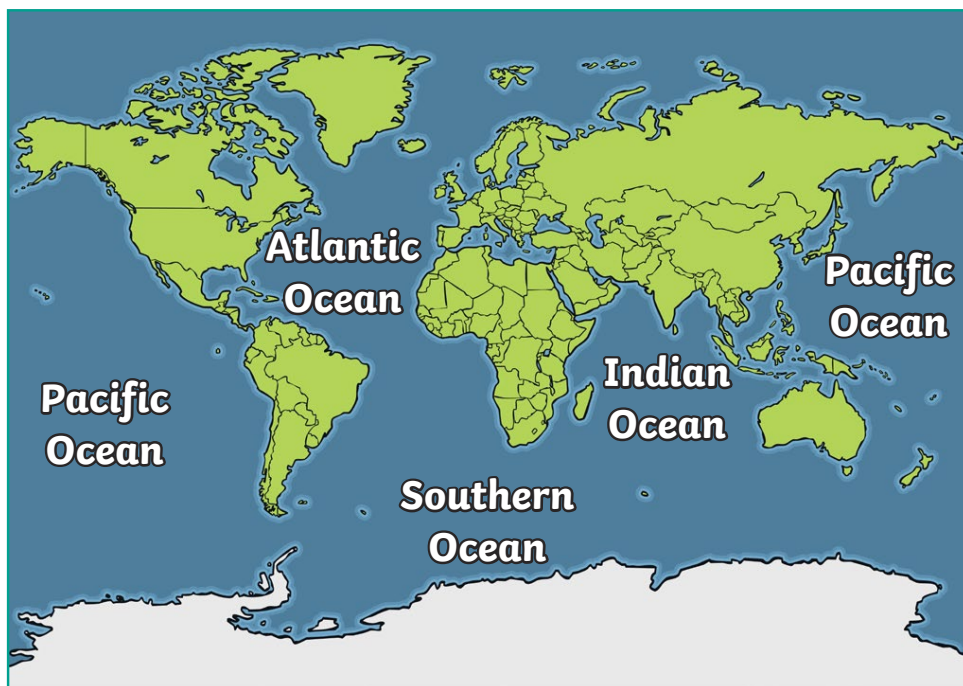 Atlantic
Ocean
Pacific
Ocean
Indian
Ocean
Pacific
Ocean
Southern
Ocean